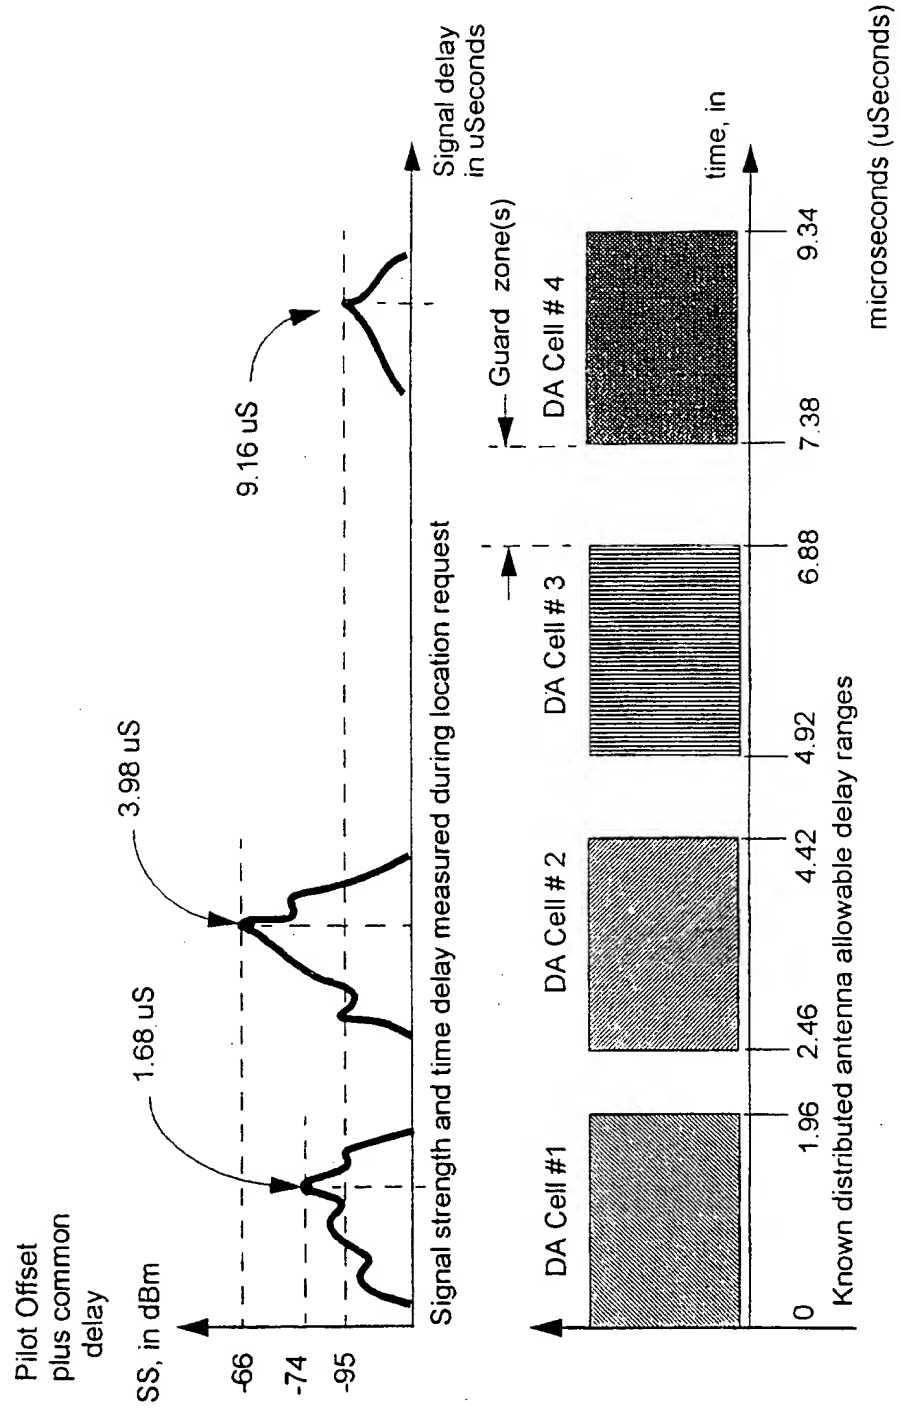 Pilot Offset
plus common
delay
SS, in dBm
-66
-74
-95
1.68 uS
3.98 uS
9.16 uS
Signal delay
in uSeconds
Signal strength and time delay measured during location request
Guard zone(s)
DA Cell #1
DA Cell # 2
DA Cell # 3
DA Cell # 4
time, in
0
1.96
2.46
4.42
4.92
6.88
7.38
9.34
Known distributed antenna allowable delay ranges
microseconds (uSeconds)